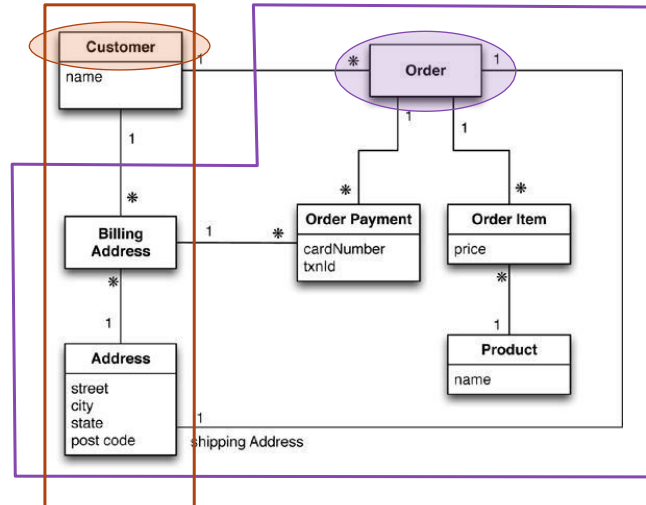 Customer
name
1
*
Order
1
1
1
1
*
Billing
Address
1
*
*
Order Payment
cardNumber
txnId
*
Order Item
price
*
1
Address
street
city
state
post code
1
shipping Address
1
Product
name